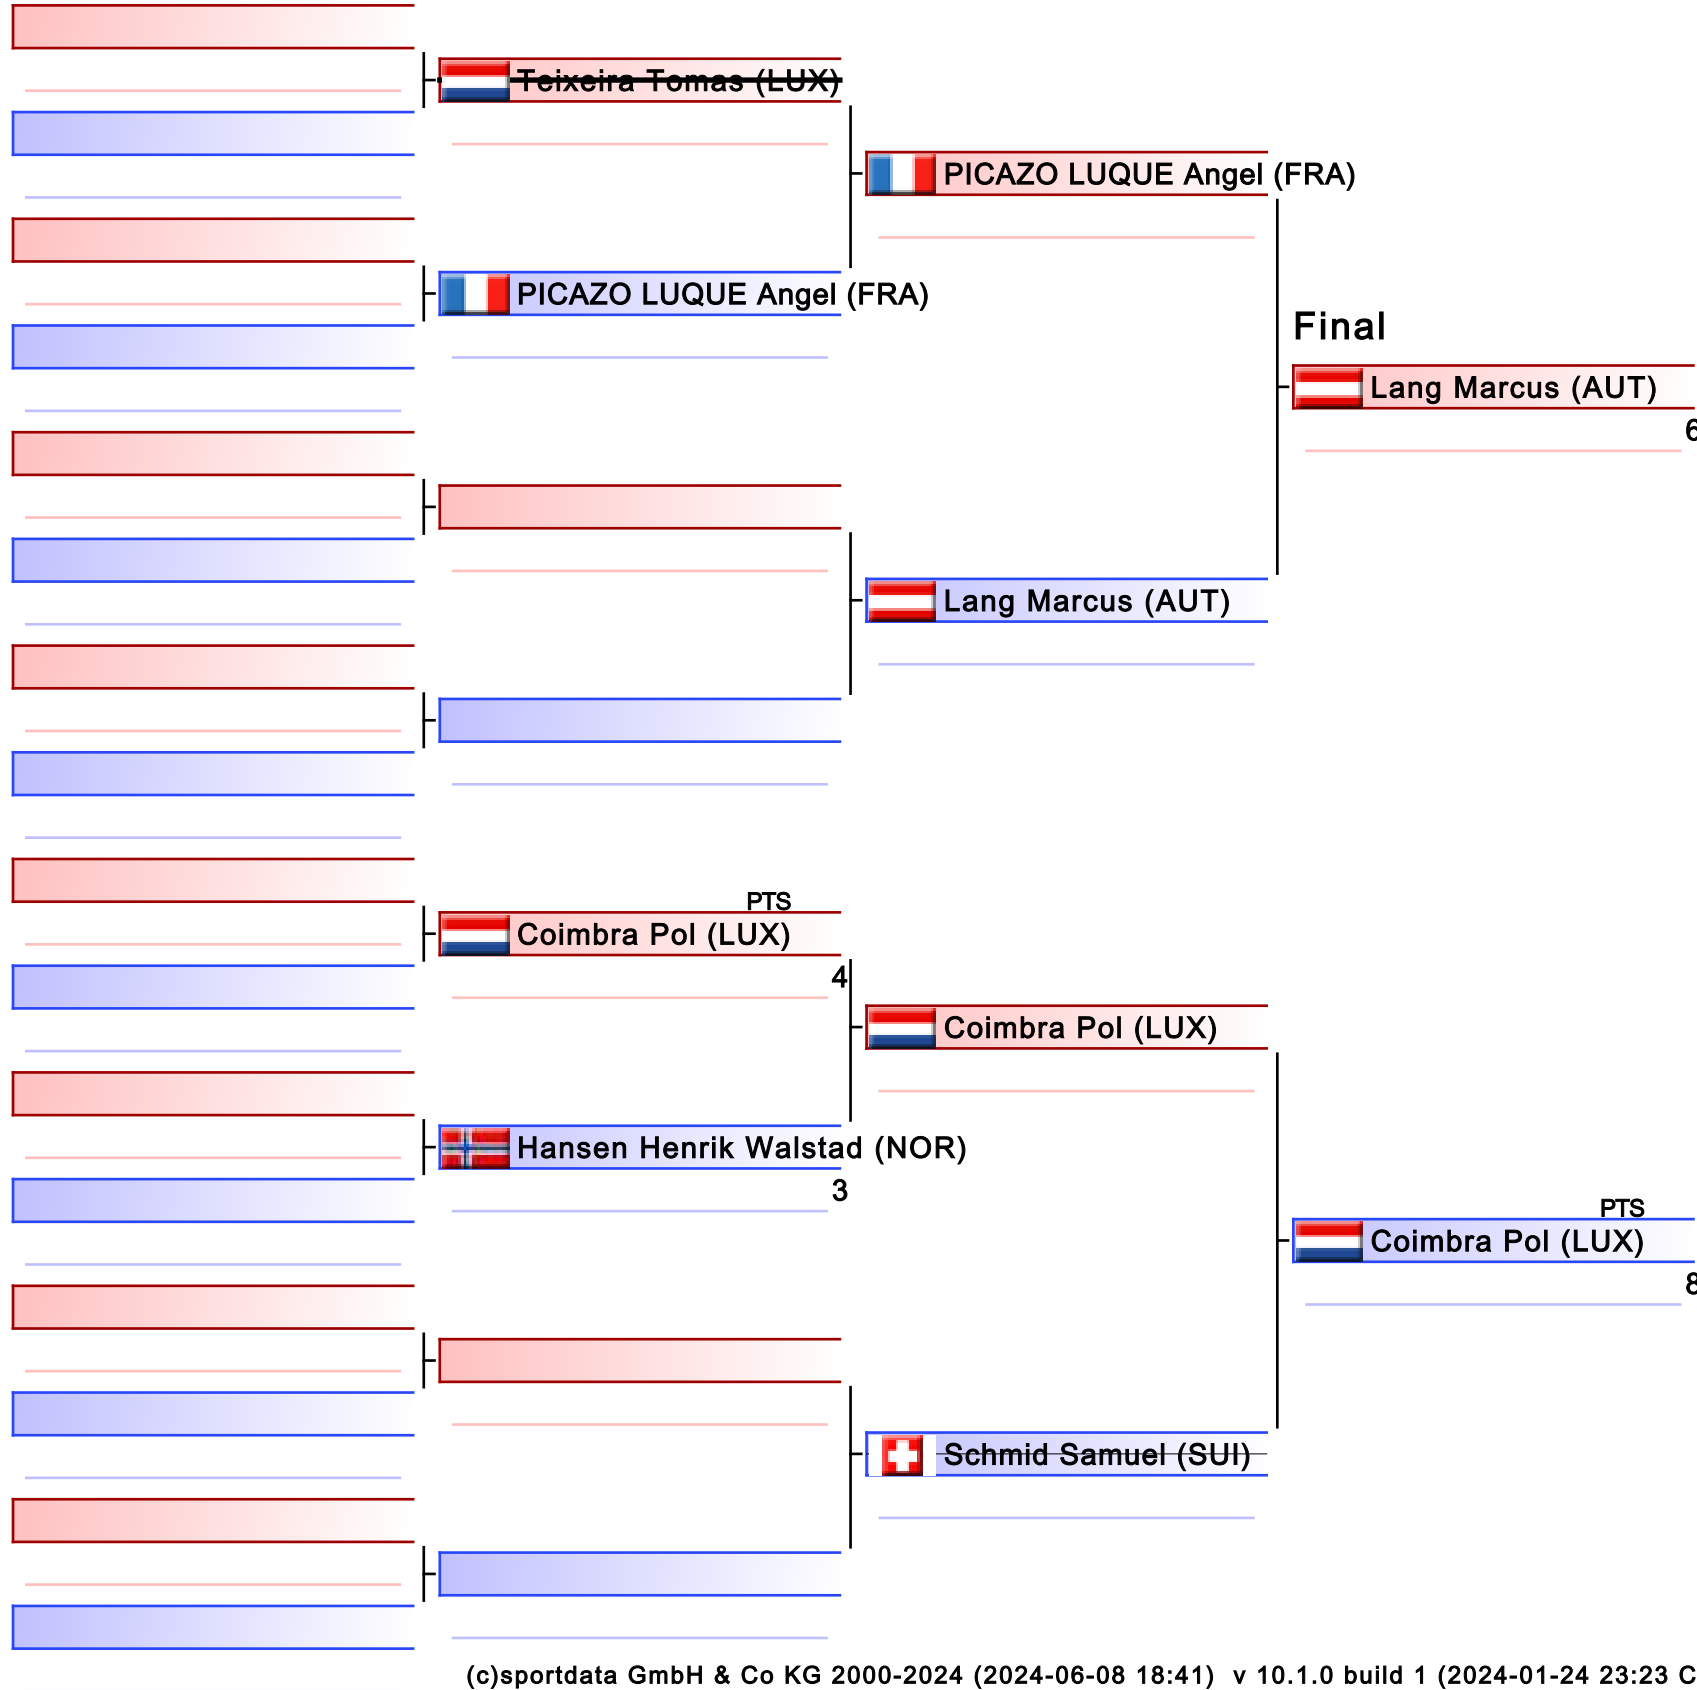 Teixeira Tomas (LUX)
PICAZO LUQUE Angel (FRA)
PICAZO LUQUE Angel (FRA)
Final
Lang Marcus (AUT)
6
Lang Marcus (AUT)
PTS
Coimbra Pol (LUX)
4
Coimbra Pol (LUX)
Hansen Henrik Walstad (NOR)
3
PTS
Coimbra Pol (LUX)
8
Schmid Samuel (SUI)
(c)sportdata GmbH & Co KG 2000-2024 (2024-06-08 18:41) v 10.1.0 build 1 (2024-01-24 23:23 C